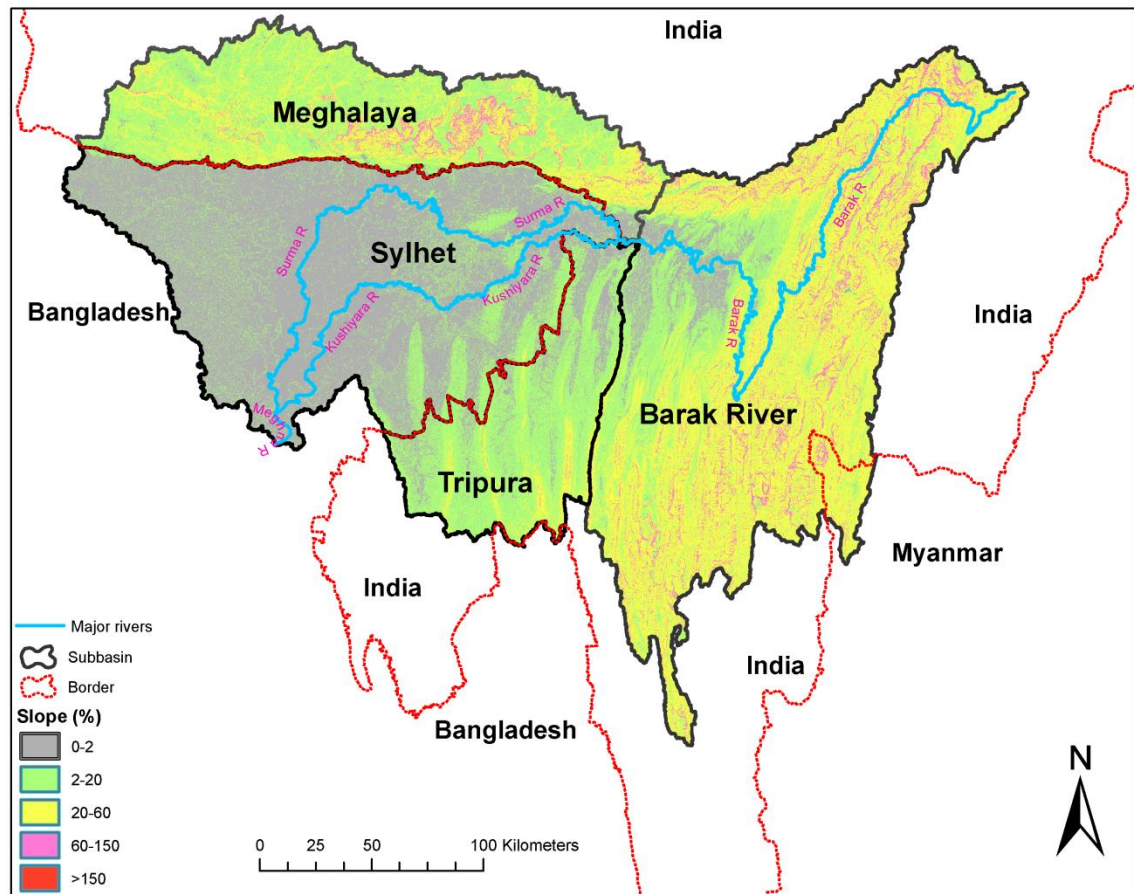 India
Meghalaya
Surma R
Surma R
Sylhet
Barak R
Bangladesh
Kushiyara R
Kushiyara R
Barak R
India
Meghna R
Barak River
Tripura
Myanmar
India
India
Bangladesh
Major rivers
Subbasin
Border
Slope (%)
0-2
2-20
20-60
60-150
>150
0 25 50 100 Kilometers
N